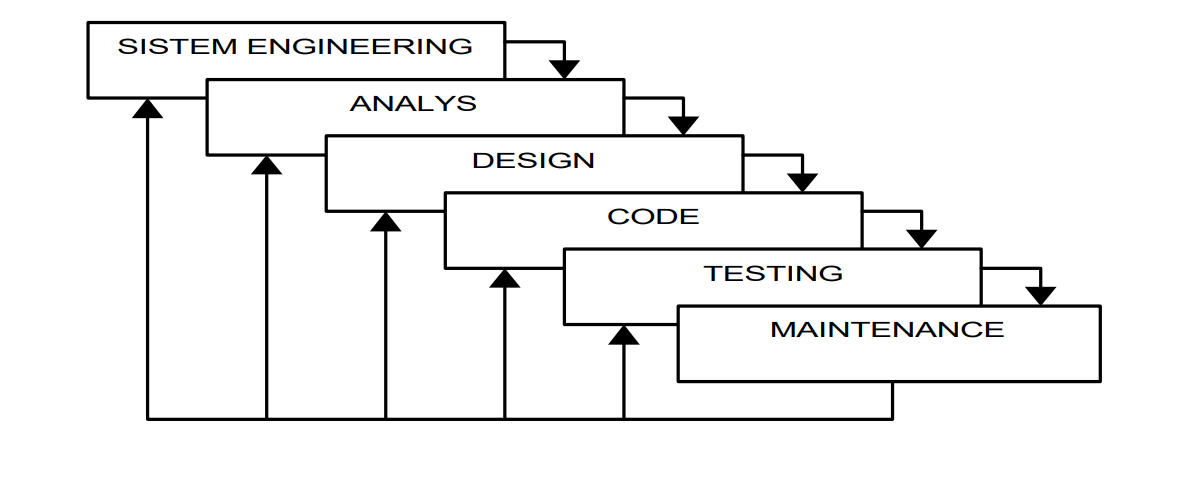 SISTEM ENGINEERING
ANALYS
DESIGN
CODE
TESTING
MAINTENANCE